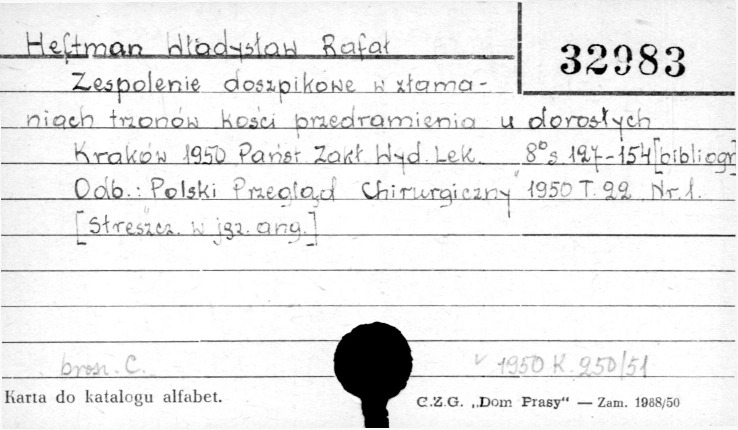 Heftman Władysław Rafał
32983
Zespolenie doszpikowe w złama-
niach trzonów kości przedramienia u dorosłych
Kraków 1950 Państ Zakł Wyd. Lek. 8° s 127-154 [bibliogr]
Odb.: Polski Przegląd Chirurgiczny" 1950 T. 22 Nr. 1.
[Streszcz. w jęz. ang.]
brosz. C.
v 1950 K. 250/51
Karta do katalogu alfabet.
C.Z.G. „Dom Prasy“ — Zam. 1968/50